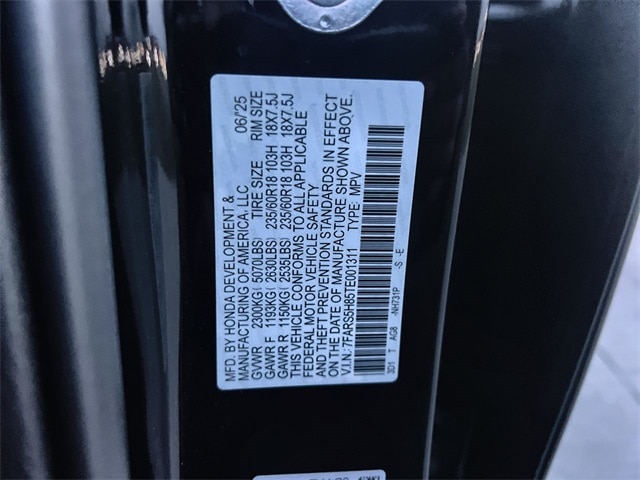 MFD. BY HONDA DEVELOPMENT & 06/25
MANUFACTURING OF AMERICA, LLC
GVWR 2300KG (5070LBS) TIRE SIZE RIM SIZE
GAWR F 1193KG (2630LBS) 235/60R18 103H 18X7.5J
GAWR R 1150KG (2535LBS) 235/60R18 103H 18X7.5J
THIS VEHICLE CONFORMS TO ALL APPLICABLE
FEDERAL MOTOR VEHICLE SAFETY
AND THEFT PREVENTION STANDARDS IN EFFECT
ON THE DATE OF MANUFACTURE SHOWN ABOVE.
V.I.N.: 7FARS5H85TE001311 TYPE: MPV
3D1 T AG8 -NH731P -S -E